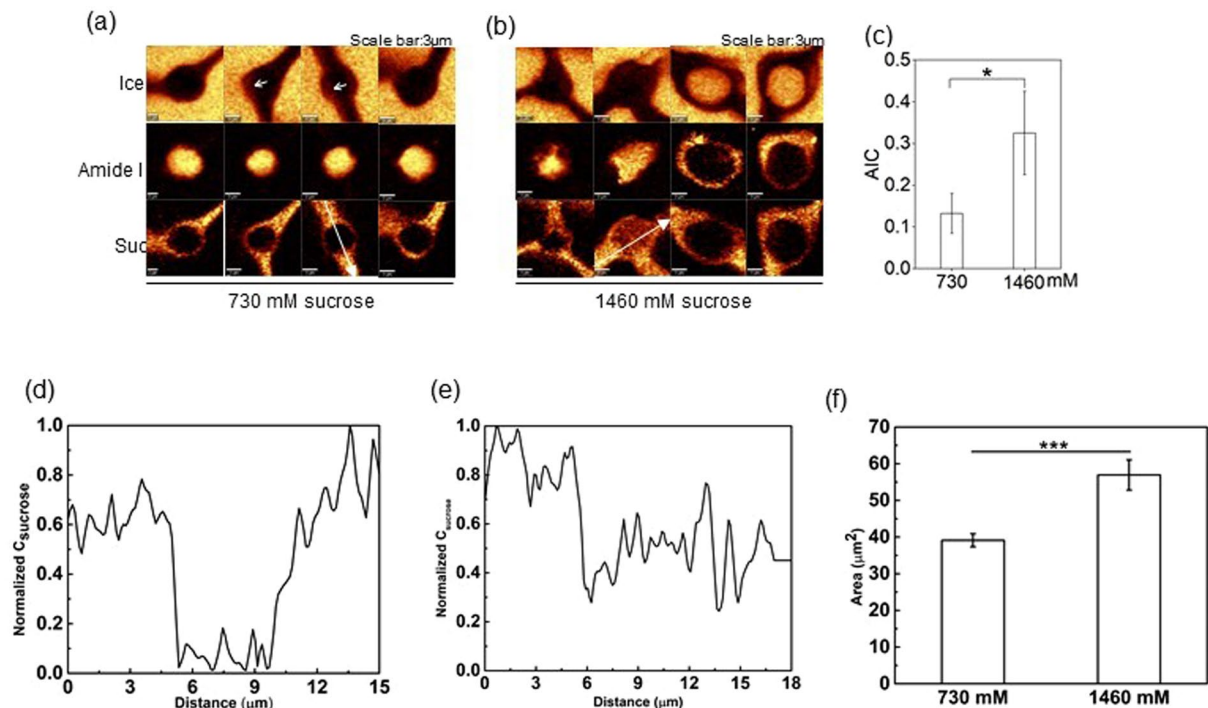 (a)
Scale bar:3μm
Ice
Amide I
Suc
730 mM sucrose
(b)
Scale bar:3μm
1460 mM sucrose
(c)
0.5
0.4
0.3
0.2
0.1
0.0
AIC
*
730
1460 mM
(d)
1.0
0.8
0.6
0.4
0.2
0.0
Normalized Csucrose
0 3 6 9 12 15
Distance (μm)
(e)
1.0
0.8
0.6
0.4
0.2
0.0
Normalized Csucrose
0 3 6 9 12 15 18
Distance (μm)
(f)
70
60
50
40
30
20
10
0
Area (μm²)
***
730 mM
1460 mM